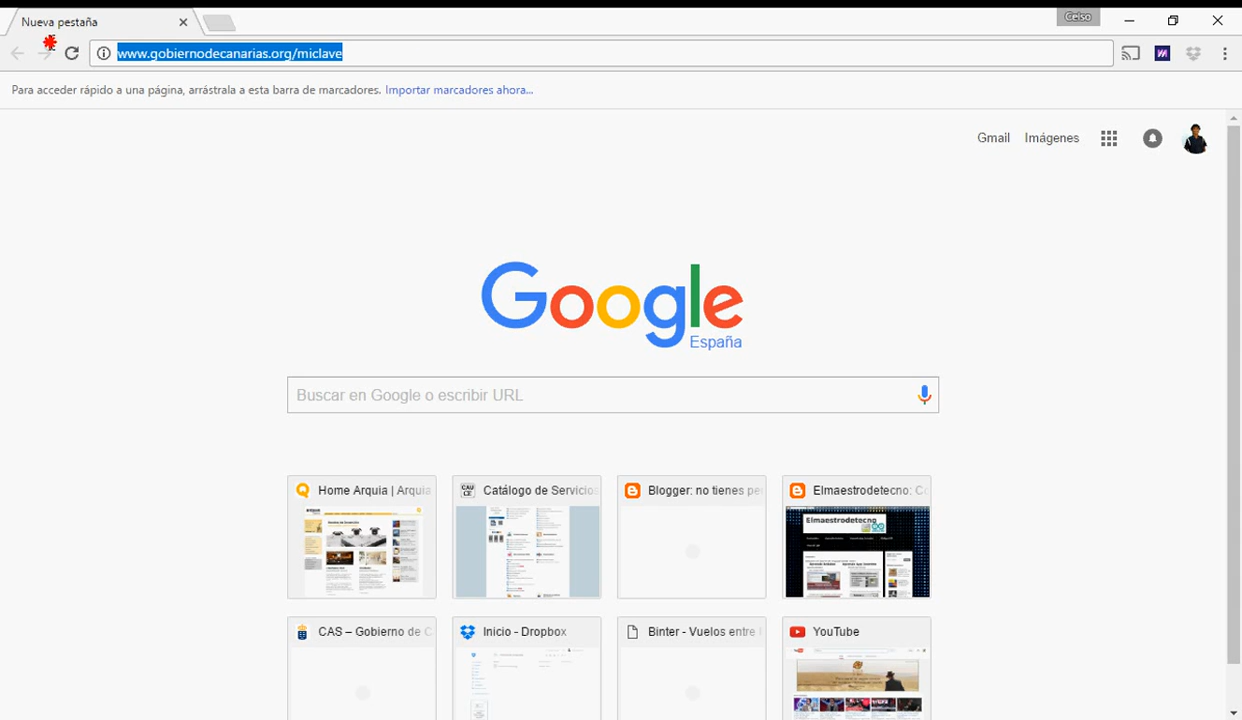 Nueva pestaña
Celso
www.gobiernodecanarias.org/miclave
Para acceder rápido a una página, arrástrala a esta barra de marcadores. Importar marcadores ahora...
Gmail Imágenes
Google
España
Buscar en Google o escribir URL
Home Arquia | Arquia
Catálogo de Servicios
Blogger: no tienes pe
Elmaestrodetecno: Co
Elmaestrodetecno
CAS – Gobierno de C
Inicio - Dropbox
Binter - Vuelos entre
YouTube